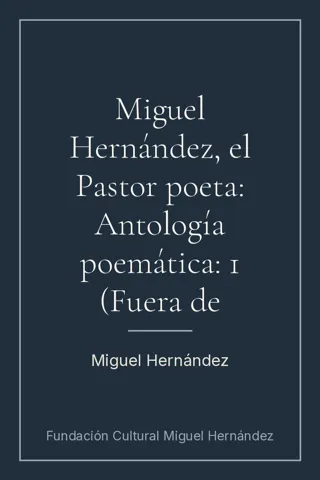 Miguel
Hernández, el
Pastor poeta:
Antología
poemática: 1
(Fuera de
Miguel Hernández
Fundación Cultural Miguel Hernández